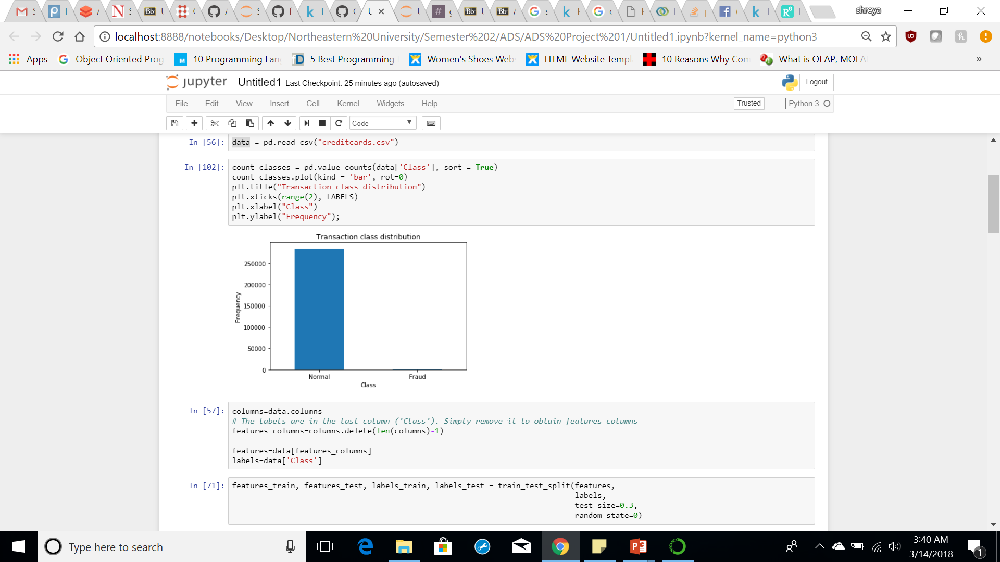 shreya
localhost:8888/notebooks/Desktop/Northeastern%20University/Semester%202/ADS/ADS%20Project%201/Untitled1.ipynb?kernel_name=python3
Apps Object Oriented Prog 10 Programming Lan 5 Best Programming Women's Shoes Web HTML Website Templ 10 Reasons Why Com What is OLAP, MOLA »
jupyter Untitled1 Last Checkpoint: 25 minutes ago (autosaved) Logout
File Edit View Insert Cell Kernel Widgets Help Trusted Python 3
Code
In [56]: data = pd.read_csv("creditcards.csv")
In [102]: count_classes = pd.value_counts(data['Class'], sort = True)
count_classes.plot(kind = 'bar', rot=0)
plt.title("Transaction class distribution")
plt.xticks(range(2), LABELS)
plt.xlabel("Class")
plt.ylabel("Frequency");
Transaction class distribution
250000
200000
150000
100000
50000
0
Frequency
Normal Fraud
Class
In [57]: columns=data.columns
# The labels are in the last column ('Class'). Simply remove it to obtain features columns
features_columns=columns.delete(len(columns)-1)
features=data[features_columns]
labels=data['Class']
In [71]: features_train, features_test, labels_train, labels_test = train_test_split(features,
labels,
test_size=0.3,
random_state=0)
Type here to search
3:40 AM
3/14/2018
1